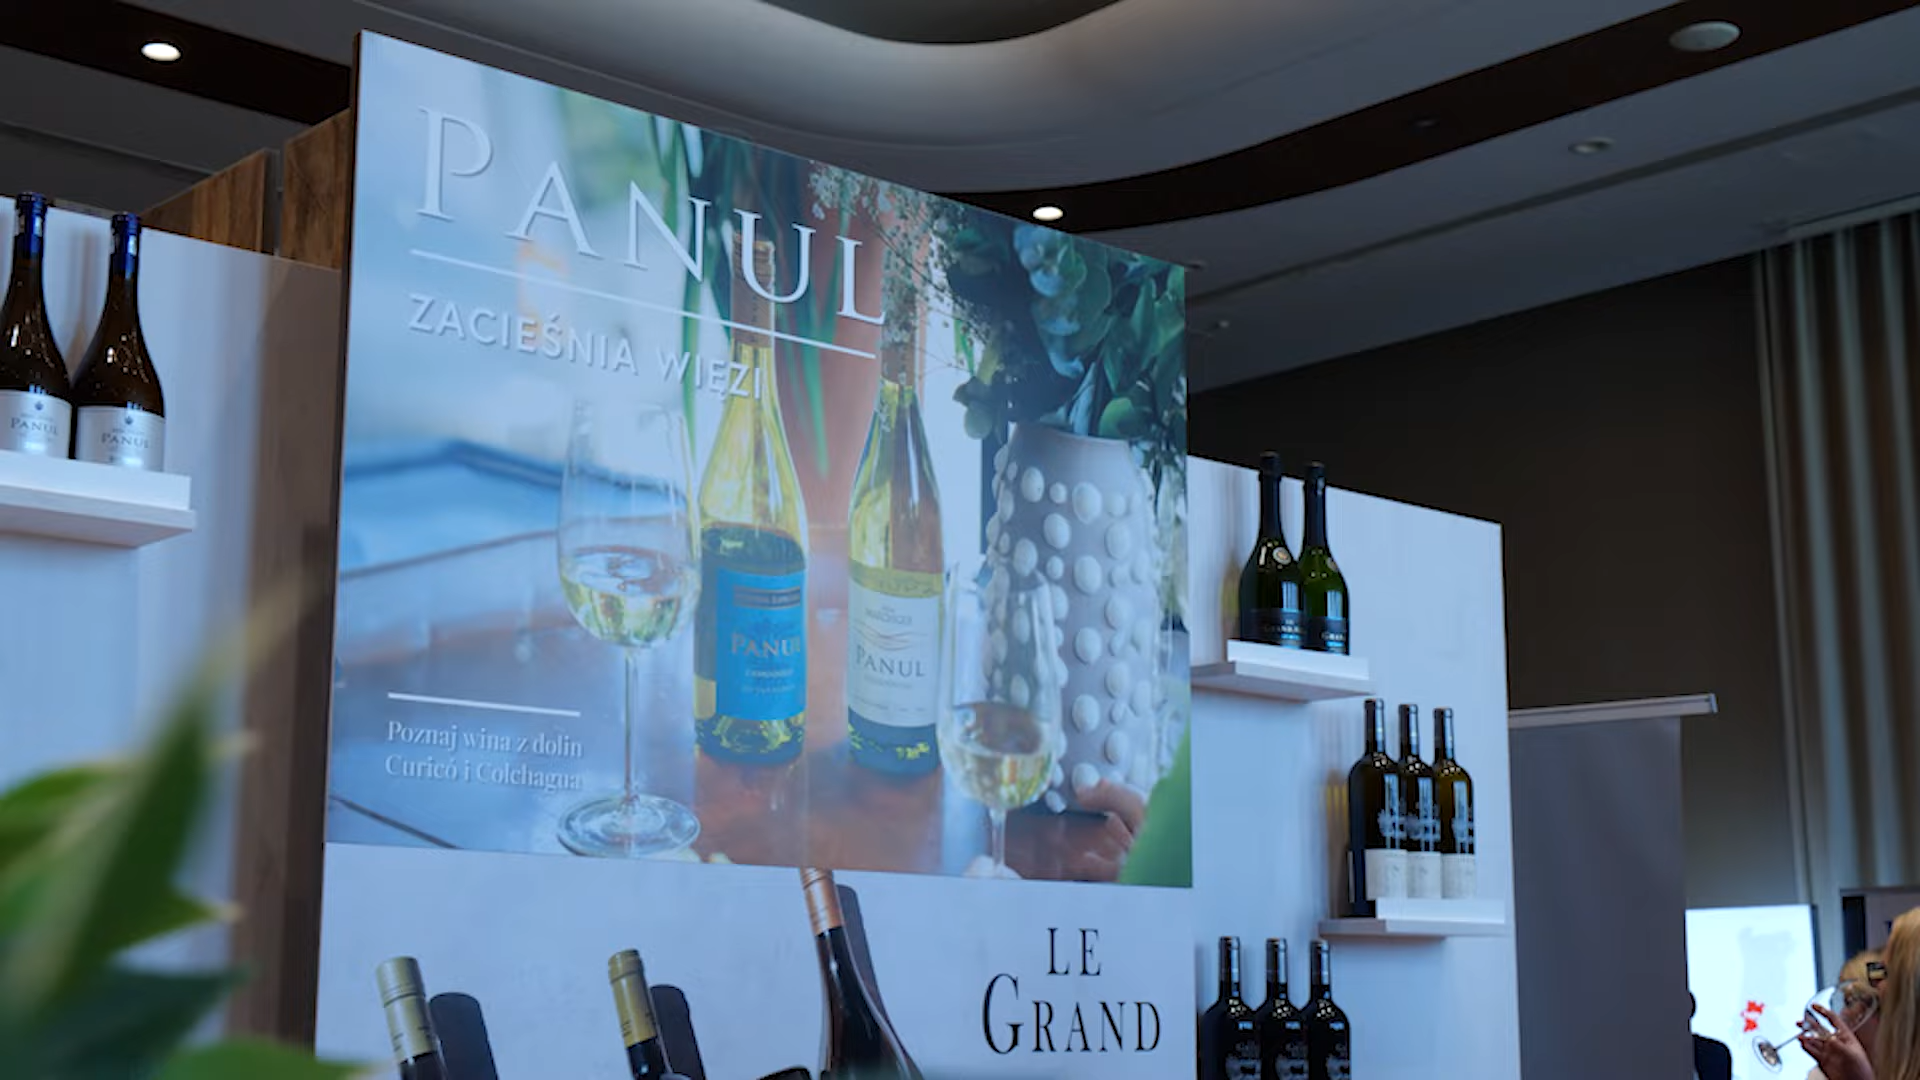 PANUL
ZACIEŚNIA WIĘZI
PANUL
PANUL
PANUL
PANUL
Poznaj wina z dolin
Curicó i Colchagua
LE
GRAND